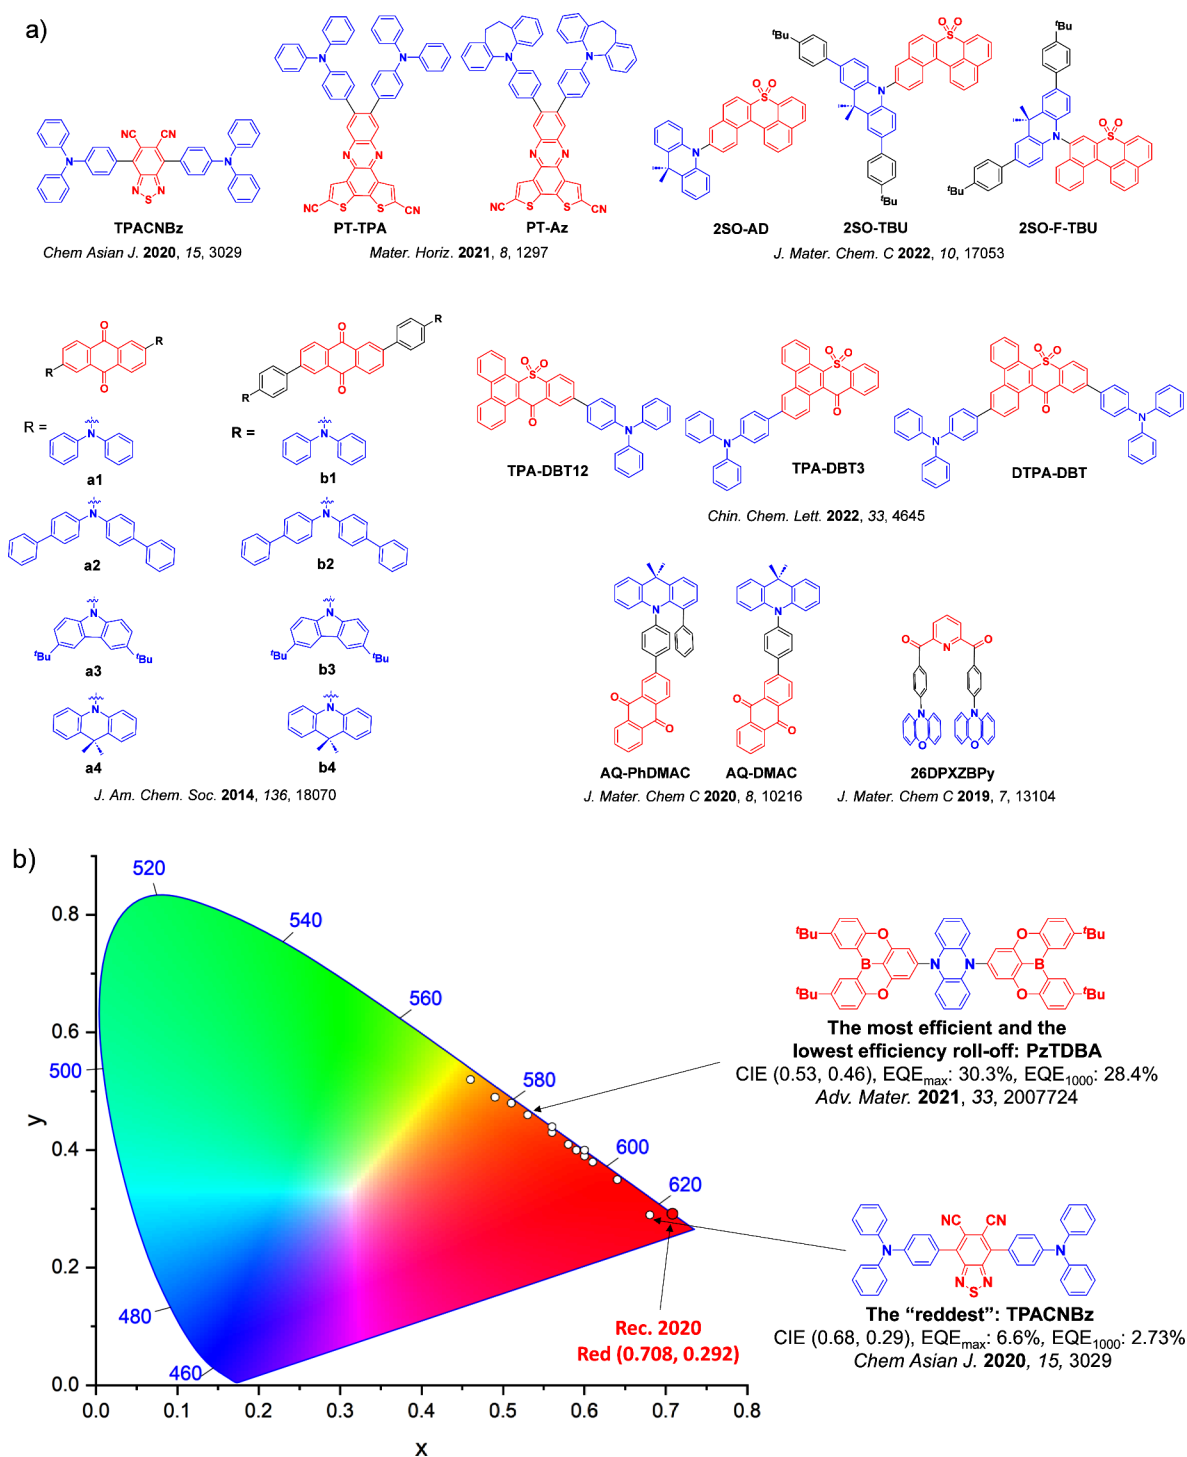 a)
TPACNBz
Chem Asian J. 2020, 15, 3029
PT-TPA
PT-Az
Mater. Horiz. 2021, 8, 1297
2SO-AD
2SO-TBU
2SO-F-TBU
J. Mater. Chem. C 2022, 10, 17053
R =
a1
a2
a3
a4
R =
b1
b2
b3
b4
J. Am. Chem. Soc. 2014, 136, 18070
TPA-DBT12
TPA-DBT3
DTPA-DBT
Chin. Chem. Lett. 2022, 33, 4645
AQ-PhDMAC
AQ-DMAC
J. Mater. Chem C 2020, 8, 10216
26DPXZBPy
J. Mater. Chem C 2019, 7, 13104
b)
520
540
560
580
600
620
500
480
460
0.8
0.6
0.4
0.2
0.0
y
0.0 0.1 0.2 0.3 0.4 0.5 0.6 0.7 0.8
x
Rec. 2020
Red (0.708, 0.292)
The most efficient and the
lowest efficiency roll-off: PzTDBA
CIE (0.53, 0.46), EQEmax: 30.3%, EQE1000: 28.4%
Adv. Mater. 2021, 33, 2007724
The “reddest”: TPACNBz
CIE (0.68, 0.29), EQEmax: 6.6%, EQE1000: 2.73%
Chem Asian J. 2020, 15, 3029